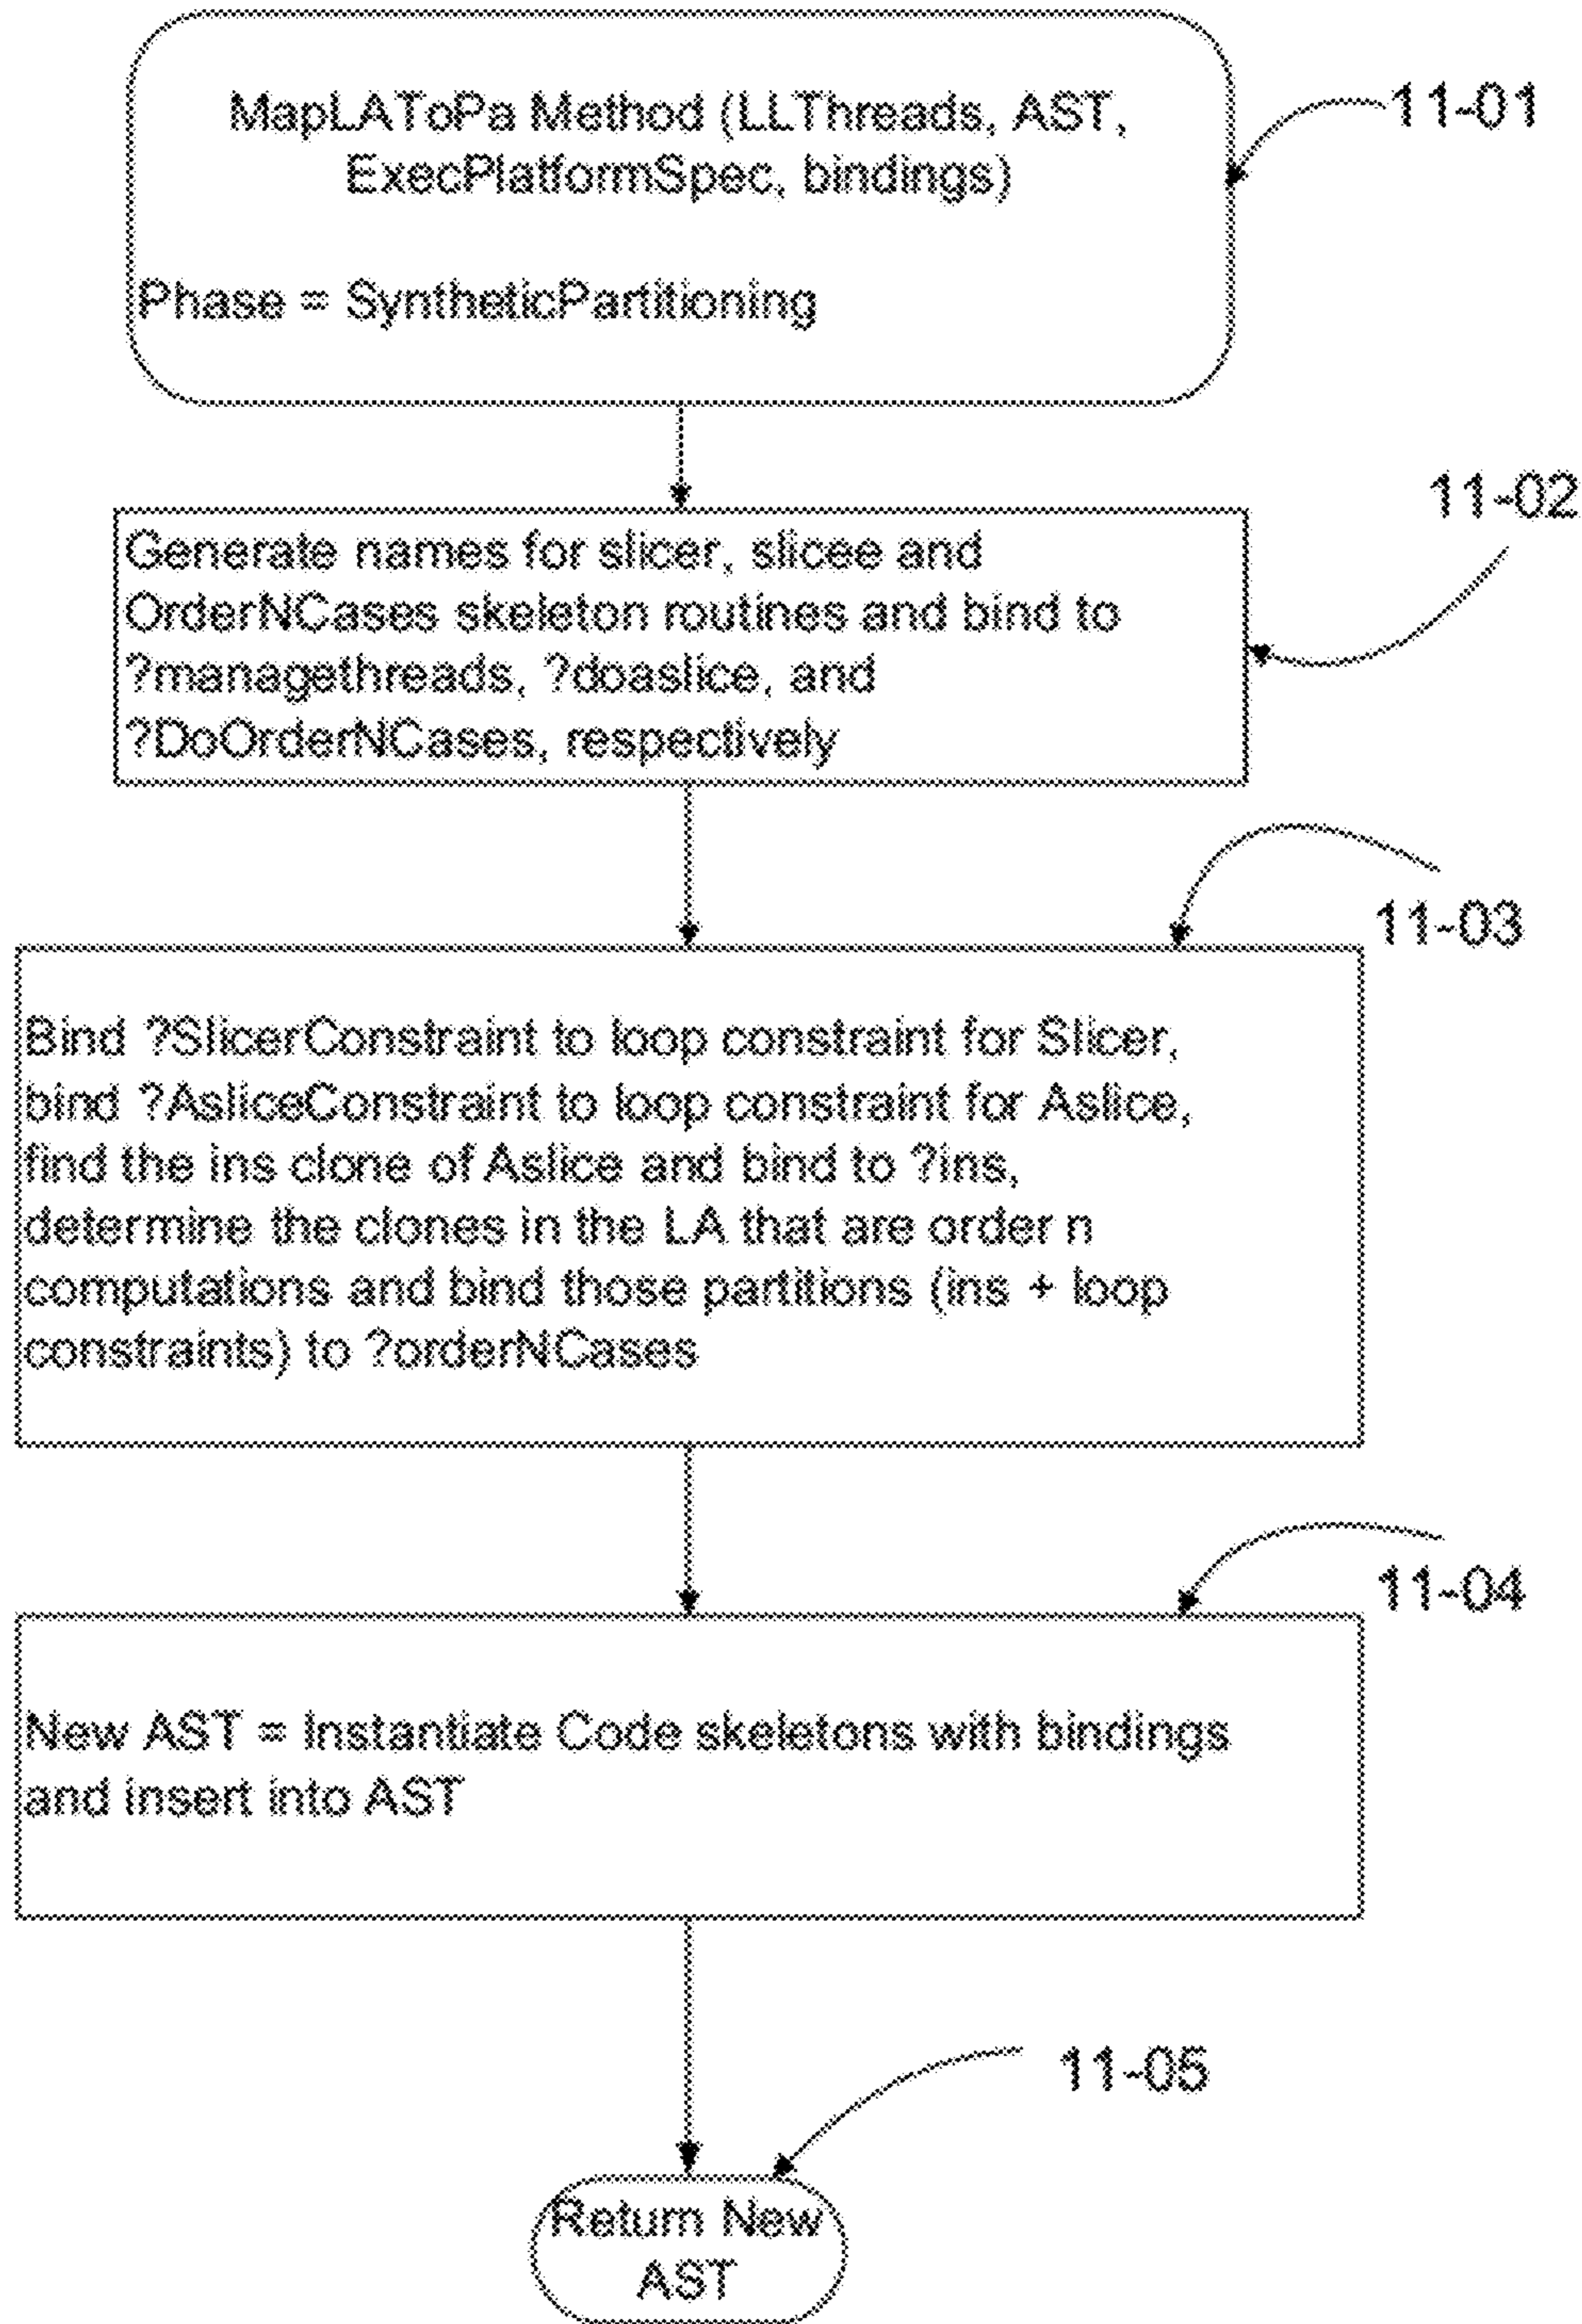 MapLAToPa Method (LLThreads, AST,
ExecPlatformSpec, bindings)
Phase = SyntheticPartitioning
11-01
Generate names for slicer, slicee and
OrderNCases skeleton routines and bind to
?managethreads, ?doaslice, and
?DoOrderNCases, respectively
11-02
11-03
Bind ?SlicerConstraint to loop constraint for Slicer,
bind ?AsliceConstraint to loop constraint for Aslice,
find the ins clone of Aslice and bind to ?ins,
determine the clones in the LA that are order n
computations and bind those partitions (ins + loop
constraints) to ?orderNCases
11-04
New AST = Instantiate Code skeletons with bindings
and insert into AST
11-05
Return New
AST